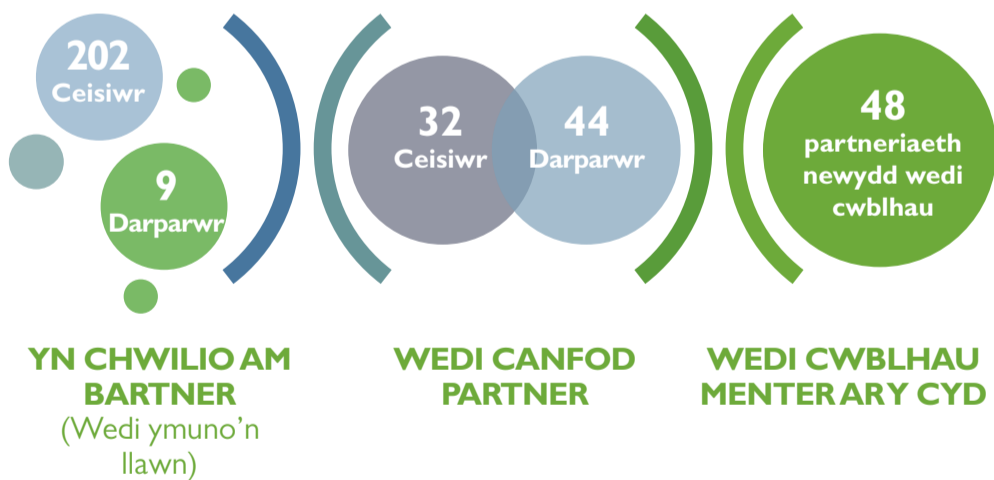 202
Ceisiwr
9
Darparwr
32
Ceisiwr
44
Darparwr
48
partneriaeth
newydd wedi
cwblhau
YN CHWILIO AM
BARTNER
(Wedi ymuno’n
llawn)
WEDI CANFOD
PARTNER
WEDI CWBLHAU
MENTER AR Y CYD